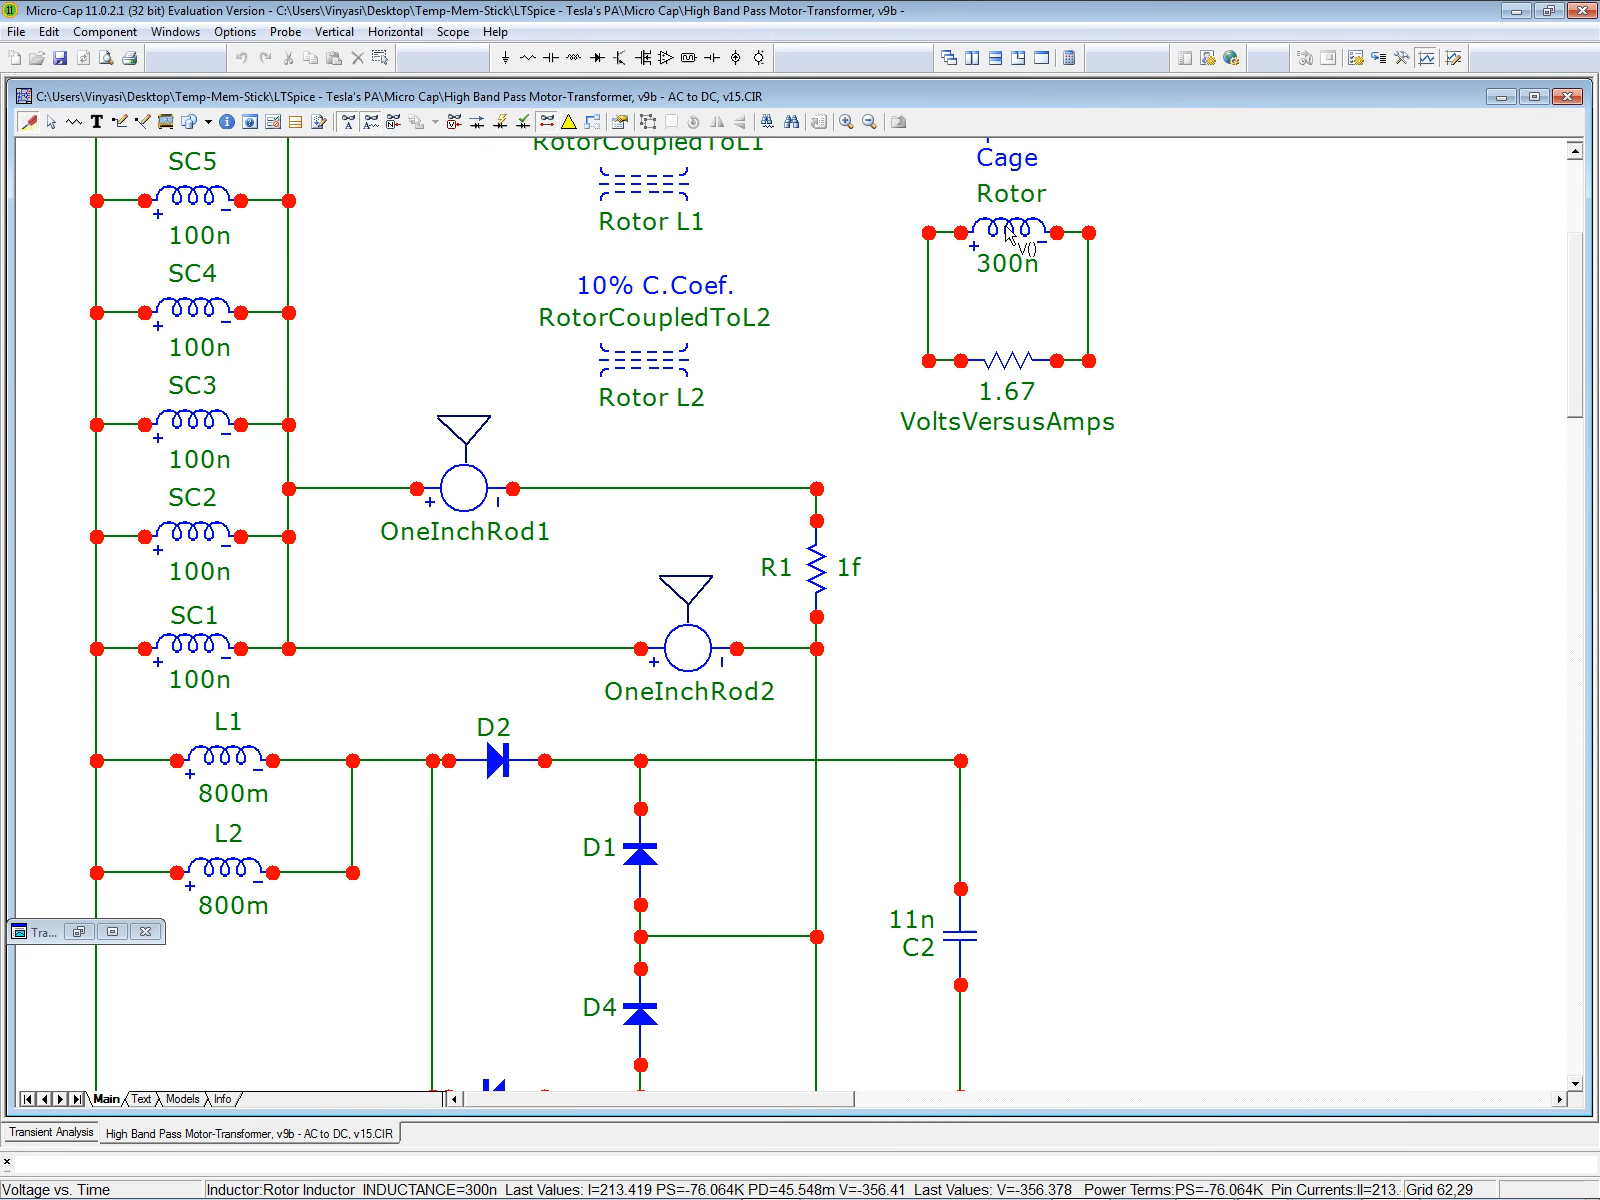 Micro-Cap 11.0.2.1 (32 bit) Evaluation Version - C:\Users\Vinyasi\Desktop\Temp-Mem-Stick\LTSpice - Tesla's PA\Micro Cap\High Band Pass Motor-Transformer, v9b -
File Edit Component Windows Options Probe Vertical Horizontal Scope Help
C:\Users\Vinyasi\Desktop\Temp-Mem-Stick\LTSpice - Tesla's PA\Micro Cap\High Band Pass Motor-Transformer, v9b - AC to DC, v15.CIR
RotorCoupledToL1
Rotor L1
10% C.Coef.
RotorCoupledToL2
Rotor L2
Cage
Rotor
+ −
V()
300n
1.67
VoltsVersusAmps
SC5
+ −
100n
SC4
+ −
100n
SC3
+ −
100n
SC2
+ −
100n
SC1
+ −
100n
OneInchRod1
R1 1f
OneInchRod2
L1
+ −
800m
L2
+ −
800m
D2
D1
D4
11n
C2
Tra...
Main Text Models Info
Transient Analysis High Band Pass Motor-Transformer, v9b - AC to DC, v15.CIR
Voltage vs. Time Inductor:Rotor Inductor INDUCTANCE=300n Last Values: I=213.419 PS=-76.064K PD=45.548m V=-356.41 Last Values: V=-356.378 Power Terms:PS=-76.064K Pin Currents:II=213. Grid 62,29